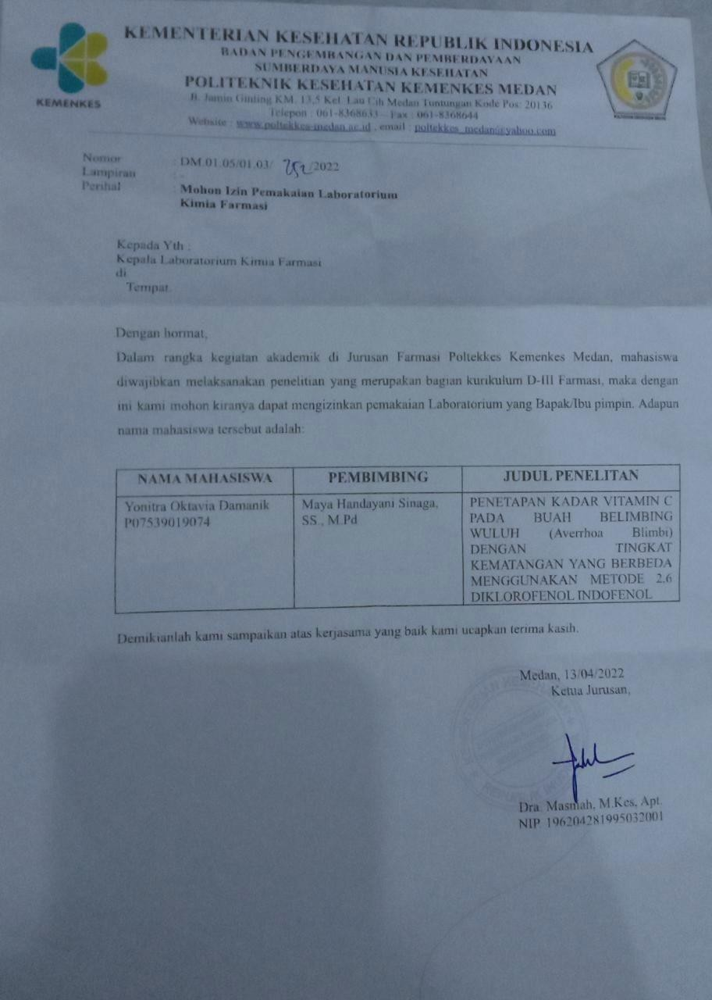 KEMENTERIAN KESEHATAN REPUBLIK INDONESIA
BADAN PENGEMBANGAN DAN PEMBERDAYAAN
SUMBERDAYA MANUSIA KESEHATAN
POLITEKNIK KESEHATAN KEMENKES MEDAN
KEMENKES
Jl. Jamin Ginting KM. 13,5 Kel. Lau Cih Medan Tuntungan Kode Pos: 20136
Telepon : 061-8368633 – Fax : 061-8368644
Website : www.poltekkes-medan.ac.id , email : poltekkes_medan@yahoo.com
Nomor : DM.01.05/01.03/ 752/2022
Lampiran : -
Perihal : Mohon Izin Pemakaian Laboratorium
Kimia Farmasi
Kepada Yth :
Kepala Laboratorium Kimia Farmasi
di
Tempat.
Dengan hormat,
Dalam rangka kegiatan akademik di Jurusan Farmasi Poltekkes Kemenkes Medan, mahasiswa
diwajibkan melaksanakan penelitian yang merupakan bagian kurikulum D-III Farmasi, maka dengan
ini kami mohon kiranya dapat mengizinkan pemakaian Laboratorium yang Bapak/Ibu pimpin. Adapun
nama mahasiswa tersebut adalah:
NAMA MAHASISWA PEMBIMBING JUDUL PENELITAN
Yonitra Oktavia Damanik
P07539019074
Maya Handayani Sinaga,
SS., M.Pd
PENETAPAN KADAR VITAMIN C
PADA BUAH BELIMBING
WULUH (Averrhoa Blimbi)
DENGAN TINGKAT
KEMATANGAN YANG BERBEDA
MENGGUNAKAN METODE 2.6
DIKLOROFENOL INDOFENOL
Demikianlah kami sampaikan atas kerjasama yang baik kami ucapkan terima kasih.
Medan, 13/04/2022
Ketua Jurusan,
Dra. Masniah, M.Kes, Apt.
NIP. 196204281995032001